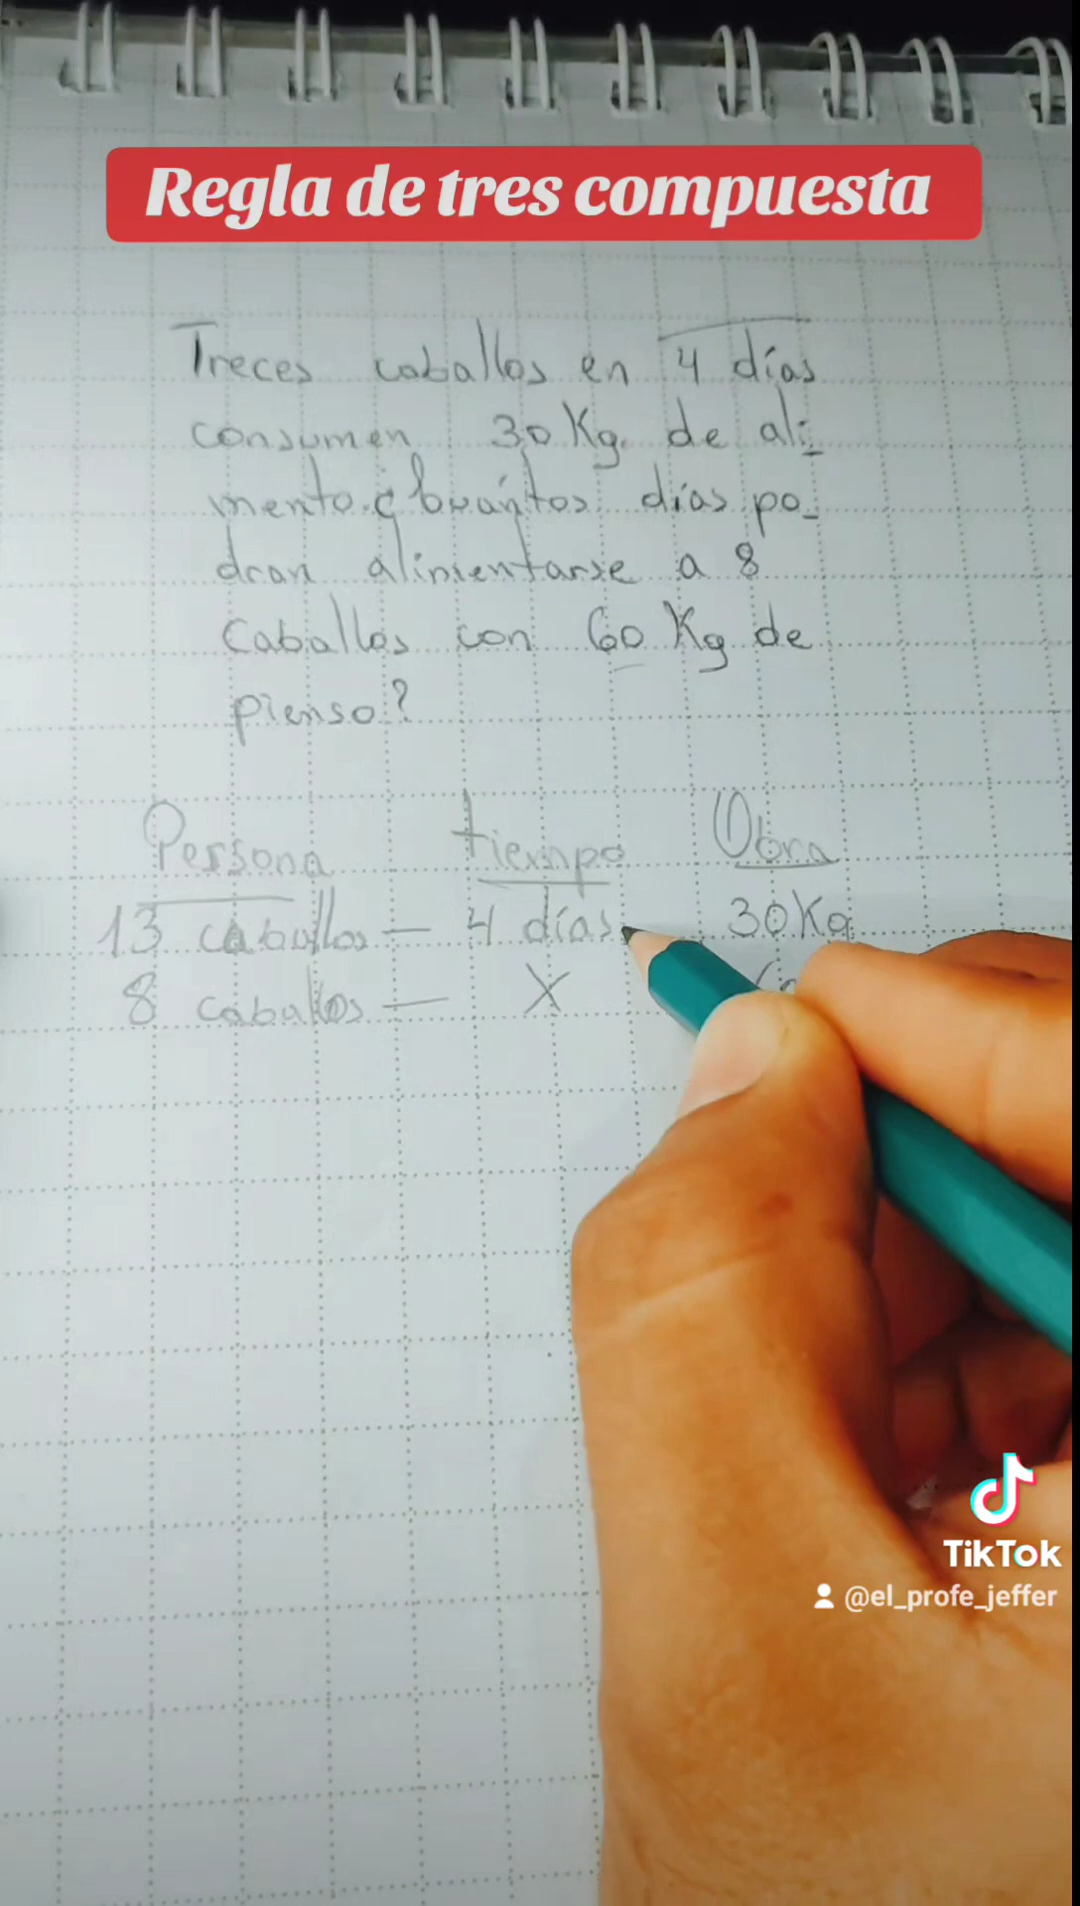 Regla de tres compuesta
Treces caballos en 4 días
consumen 30 Kg. de ali-
mento. ¿Cuántos días po-
dran alimentarse a 8
caballos con 60 Kg de
pienso?
Persona tiempo Obra
13 caballos — 4 días 30Kg
8 caballos — X
TikTok
@el_profe_jeffer